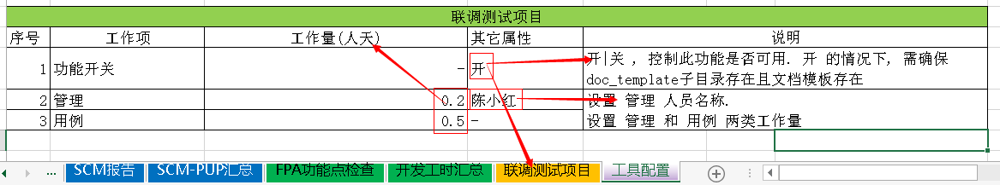 联调测试项目
序号 工作项 工作量(人天) 其它属性 说明
1 功能开关 - 开 开|关 , 控制此功能是否可用. 开 的情况下, 需确保
doc_template子目录存在且文档模板存在
2 管理 0.2 陈小红 设置 管理 人员名称.
3 用例 0.5 - 设置 管理 和 用例 两类工作量
... SCM报告 SCM-PUP汇总 FPA功能点检查 开发工时汇总 联调测试项目 工具配置